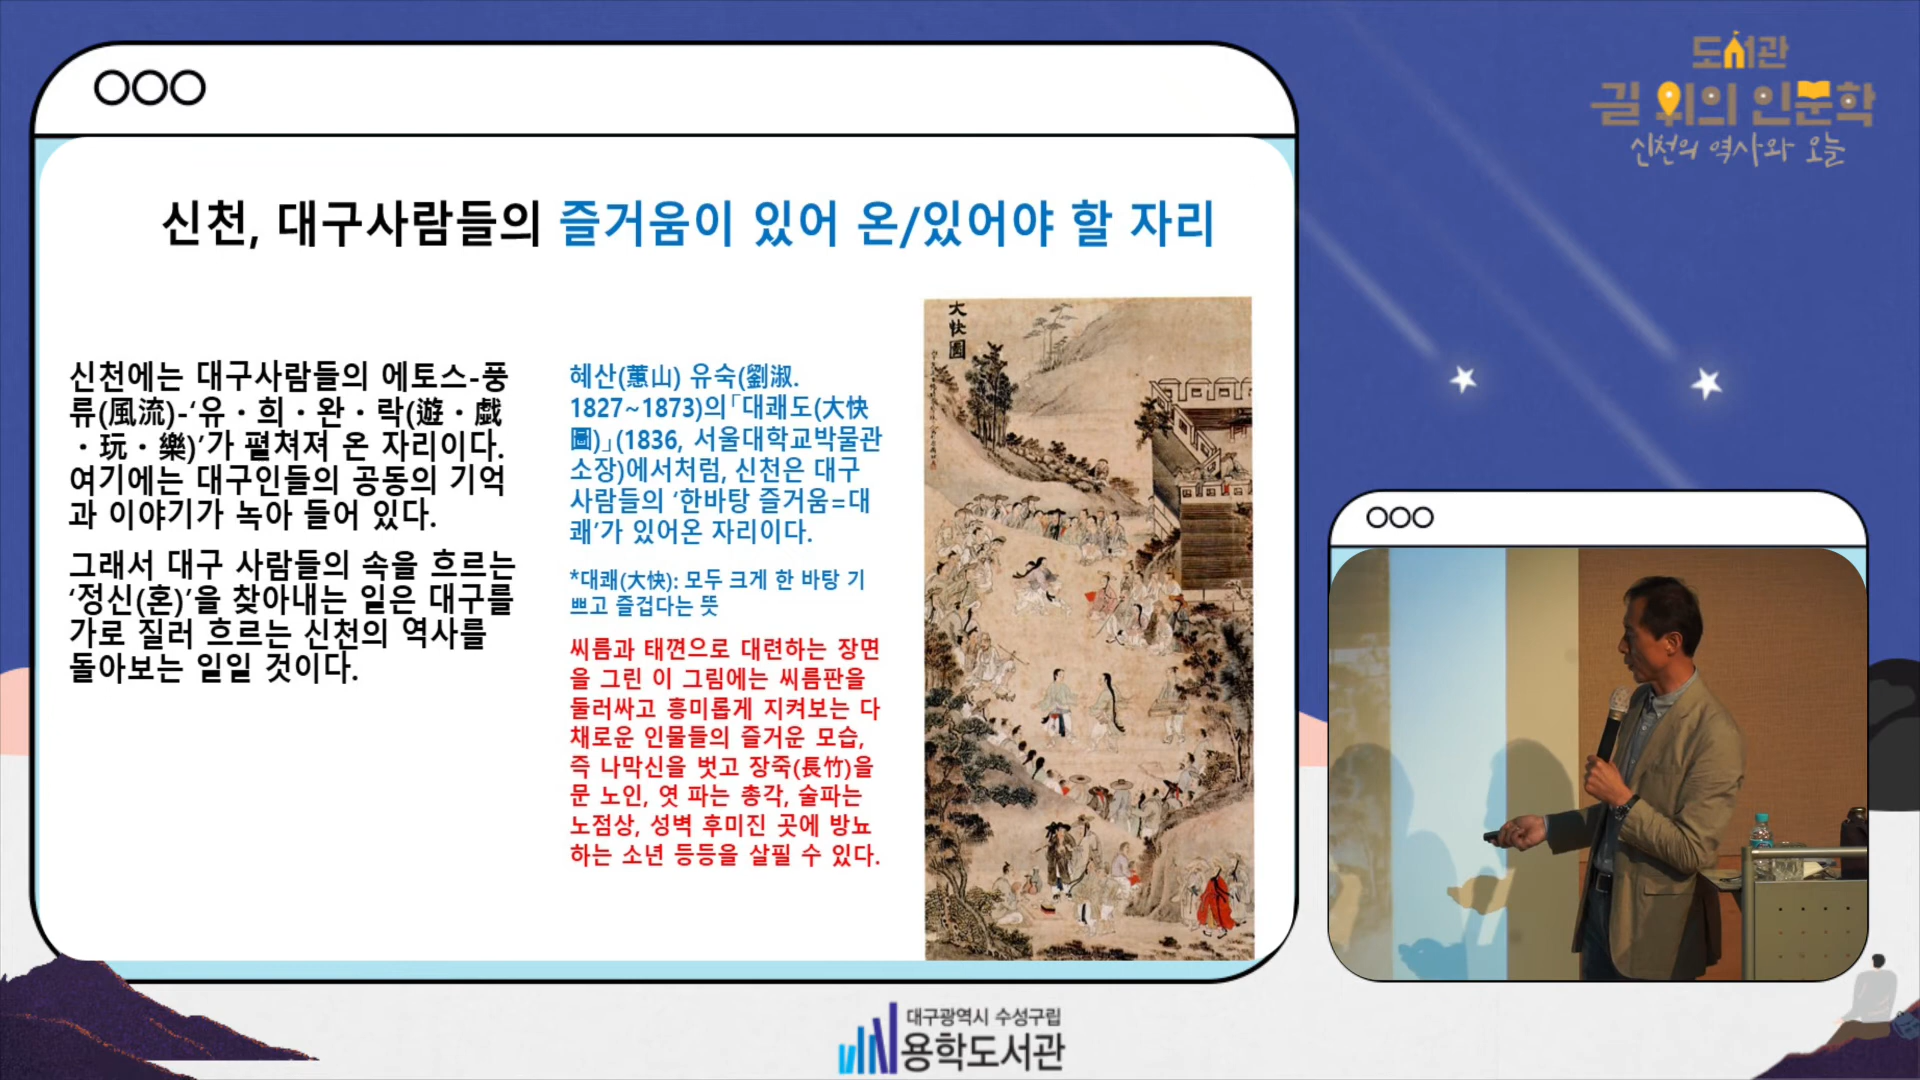 도서관
길 위의 인문학
신천의 역사와 오늘
신천, 대구사람들의 즐거움이 있어 온/있어야 할 자리
신천에는 대구사람들의 에토스-풍
류(風流)-‘유·희·완·락(遊·戲
·玩·樂)’가 펼쳐져 온 자리이다.
여기에는 대구인들의 공동의 기억
과 이야기가 녹아 들어 있다.
그래서 대구 사람들의 속을 흐르는
‘정신(혼)’을 찾아내는 일은 대구를
가로 질러 흐르는 신천의 역사를
돌아보는 일일 것이다.
혜산(蕙山) 유숙(劉淑.
1827~1873)의「대쾌도(大快
圖)」(1836, 서울대학교박물관
소장)에서처럼, 신천은 대구
사람들의 ‘한바탕 즐거움=대
쾌’가 있어온 자리이다.
*대쾌(大快): 모두 크게 한 바탕 기
쁘고 즐겁다는 뜻
씨름과 태껸으로 대련하는 장면
을 그린 이 그림에는 씨름판을
둘러싸고 흥미롭게 지켜보는 다
채로운 인물들의 즐거운 모습,
즉 나막신을 벗고 장죽(長竹)을
문 노인, 엿 파는 총각, 술파는
노점상, 성벽 후미진 곳에 방뇨
하는 소년 등등을 살필 수 있다.
大快圖
대구광역시 수성구립
용학도서관